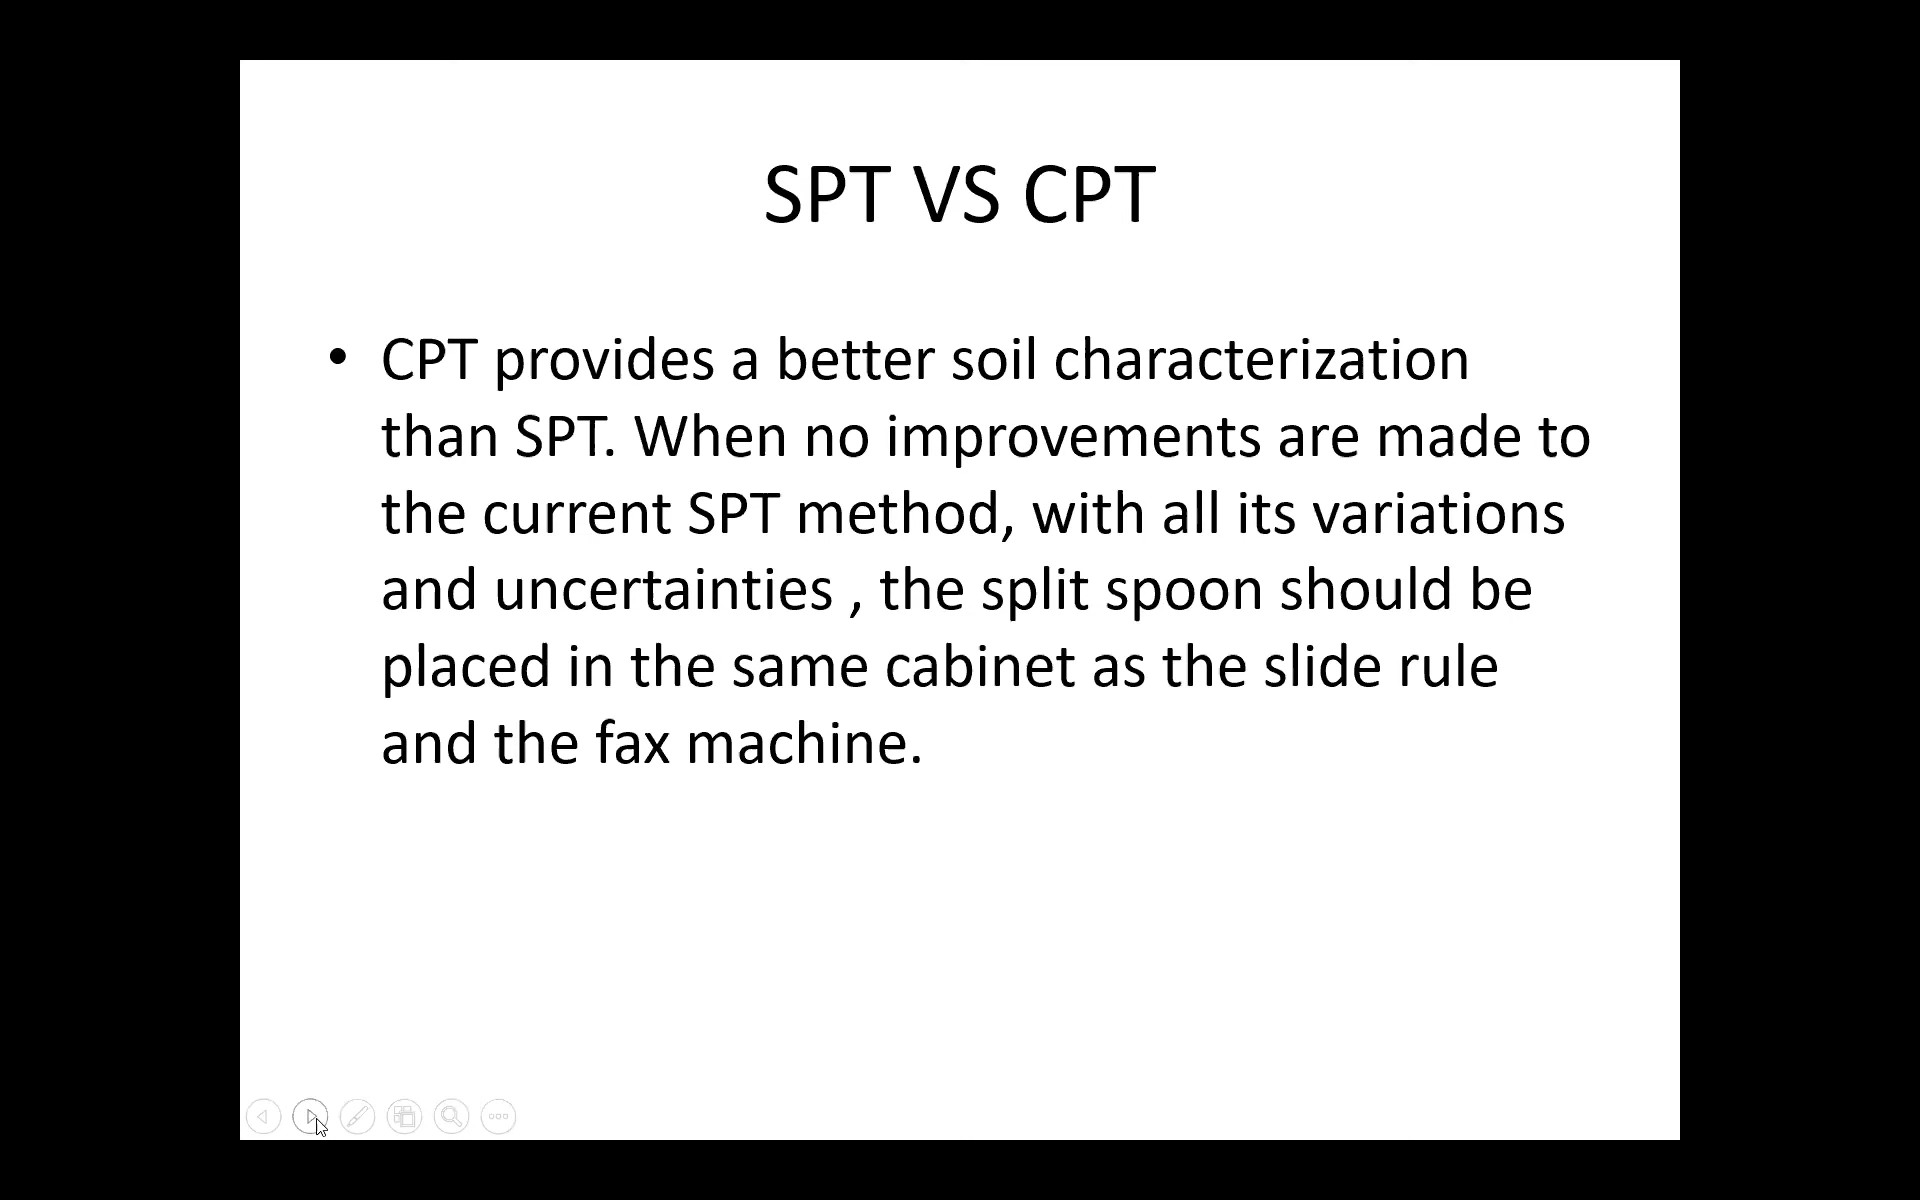 SPT VS CPT
• CPT provides a better soil characterization
than SPT. When no improvements are made to
the current SPT method, with all its variations
and uncertainties , the split spoon should be
placed in the same cabinet as the slide rule
and the fax machine.